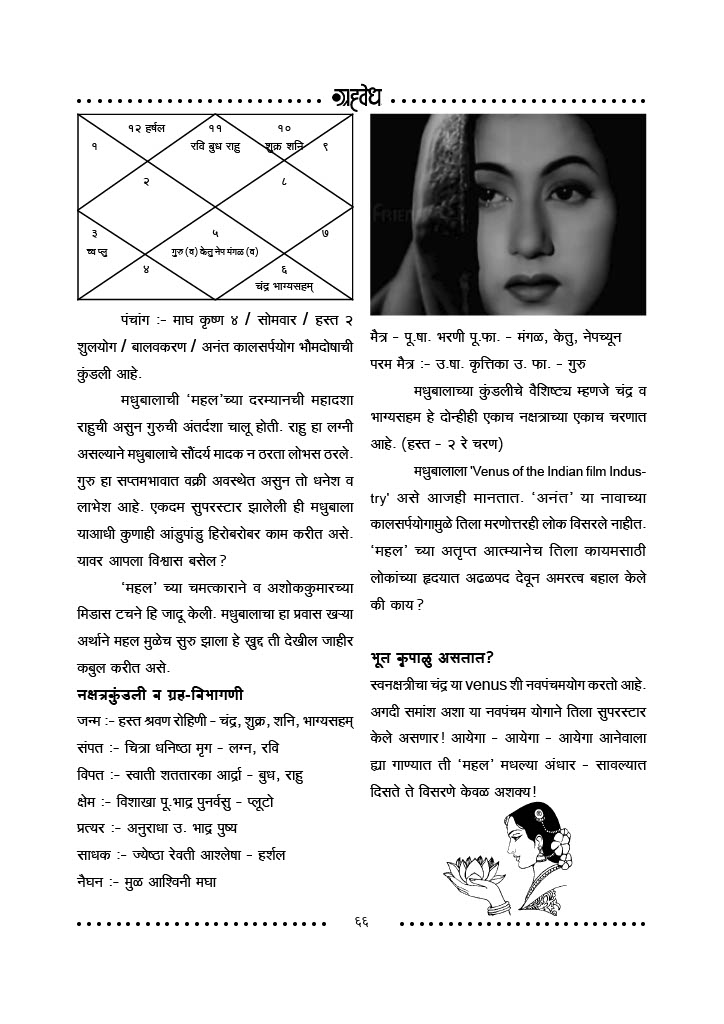 ग्रहवेध
१२ हर्षल
११
१०
१
रवि बुध राहु
शुक्र शनि
९
२
८
३
५
७
प्लु
गुरु (व) केतु नेप मंगळ (व)
४
६
चंद्र भाग्यसहम्
पंचांग :- माघ कृष्ण ४ / सोमवार / हस्त २
शुलयोग / बालवकरण / अनंत कालसर्पयोग भौमदोषाची
कुंडली आहे.
मधुबालाची ‘महल’च्या दरम्यानची महादशा
राहुची असुन गुरुची अंतर्दशा चालू होती. राहु हा लग्नी
असल्याने मधुबालाचे सौंदर्य मादक न ठरता लोभस ठरले.
गुरु हा सप्तमभावात वक्री अवस्थेत असुन तो धनेश व
लाभेश आहे. एकदम सुपरस्टार झालेली ही मधुबाला
याआधी कुणाही आंडुपांडु हिरोबरोबर काम करीत असे.
यावर आपला विश्वास बसेल?
‘महल’ च्या चमत्काराने व अशोककुमारच्या
मिडास टचने हि जादू केली. मधुबालाचा हा प्रवास खऱ्या
अर्थाने महल मुळेच सुरु झाला हे खुद्द ती देखील जाहीर
कबुल करीत असे.
नक्षत्रकुंडली व ग्रह-विभागणी
जन्म :- हस्त श्रवण रोहिणी - चंद्र, शुक्र, शनि, भाग्यसहम्
संपत :- चित्रा धनिष्ठा मृग - लग्न, रवि
विपत :- स्वाती शततारका आर्द्रा - बुध, राहु
क्षेम :- विशाखा पू.भाद्र पुनर्वसु - प्लूटो
प्रत्यर :- अनुराधा उ. भाद्र पुष्य
साधक :- ज्येष्ठा रेवती आश्लेषा - हर्शल
नैघन :- मुळ आश्विनी मघा
FRIEN
मैत्र - पू.षा. भरणी पू.फा. - मंगळ, केतु, नेपच्यून
परम मैत्र :- उ.षा. कृत्तिका उ. फा. - गुरु
मधुबालाच्या कुंडलीचे वैशिष्ट्य म्हणजे चंद्र व
भाग्यसहम हे दोन्हीही एकाच नक्षत्राच्या एकाच चरणात
आहे. (हस्त - २ रे चरण)
मधुबालाला 'Venus of the Indian film Indus-
try' असे आजही मानतात. ‘अनंत’ या नावाच्या
कालसर्पयोगामुळे तिला मरणोत्तरही लोक विसरले नाहीत.
‘महल’ च्या अतृप्त आत्म्यानेच तिला कायमसाठी
लोकांच्या हृदयात अढळपद देवून अमरत्व बहाल केले
की काय?
भूत कृपाळु असतात?
स्वनक्षत्रीचा चंद्र या venus शी नवपंचमयोग करतो आहे.
अगदी समांश अशा या नवपंचम योगाने तिला सुपरस्टार
केले असणार! आयेगा - आयेगा - आयेगा आनेवाला
ह्या गाण्यात ती ‘महल’ मधल्या अंधार - सावल्यात
दिसते ते विसरणे केवळ अशक्य!
६६